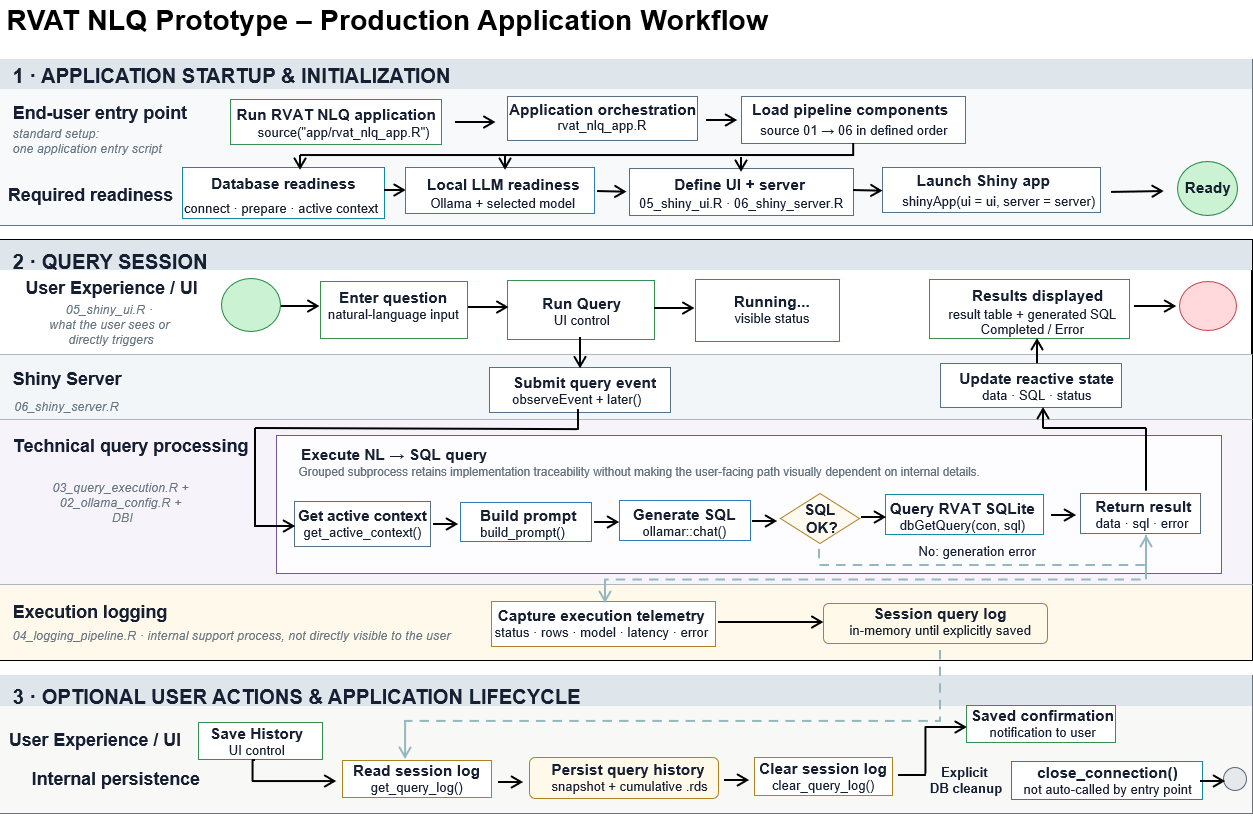 RVAT NLQ Prototype – Production Application Workflow
1 · APPLICATION STARTUP & INITIALIZATION
End-user entry point
standard setup:
one application entry script
Run RVAT NLQ application
source("app/rvat_nlq_app.R")
Application orchestration
rvat_nlq_app.R
Load pipeline components
source 01 → 06 in defined order
Required readiness
Database readiness
connect · prepare · active context
Local LLM readiness
Ollama + selected model
Define UI + server
05_shiny_ui.R · 06_shiny_server.R
Launch Shiny app
shinyApp(ui = ui, server = server)
Ready
2 · QUERY SESSION
User Experience / UI
05_shiny_ui.R ·
what the user sees or
directly triggers
Enter question
natural-language input
Run Query
UI control
Running...
visible status
Results displayed
result table + generated SQL
Completed / Error
Shiny Server
06_shiny_server.R
Submit query event
observeEvent + later()
Update reactive state
data · SQL · status
Technical query processing
03_query_execution.R +
02_ollama_config.R +
DBI
Execute NL → SQL query
Grouped subprocess retains implementation traceability without making the user-facing path visually dependent on internal details.
Get active context
get_active_context()
Build prompt
build_prompt()
Generate SQL
ollamar::chat()
SQL
OK?
Query RVAT SQLite
dbGetQuery(con, sql)
Return result
data · sql · error
No: generation error
Execution logging
04_logging_pipeline.R · internal support process, not directly visible to the user
Capture execution telemetry
status · rows · model · latency · error
Session query log
in-memory until explicitly saved
3 · OPTIONAL USER ACTIONS & APPLICATION LIFECYCLE
User Experience / UI
Save History
UI control
Saved confirmation
notification to user
Internal persistence
Read session log
get_query_log()
Persist query history
snapshot + cumulative .rds
Clear session log
clear_query_log()
Explicit
DB cleanup
close_connection()
not auto-called by entry point